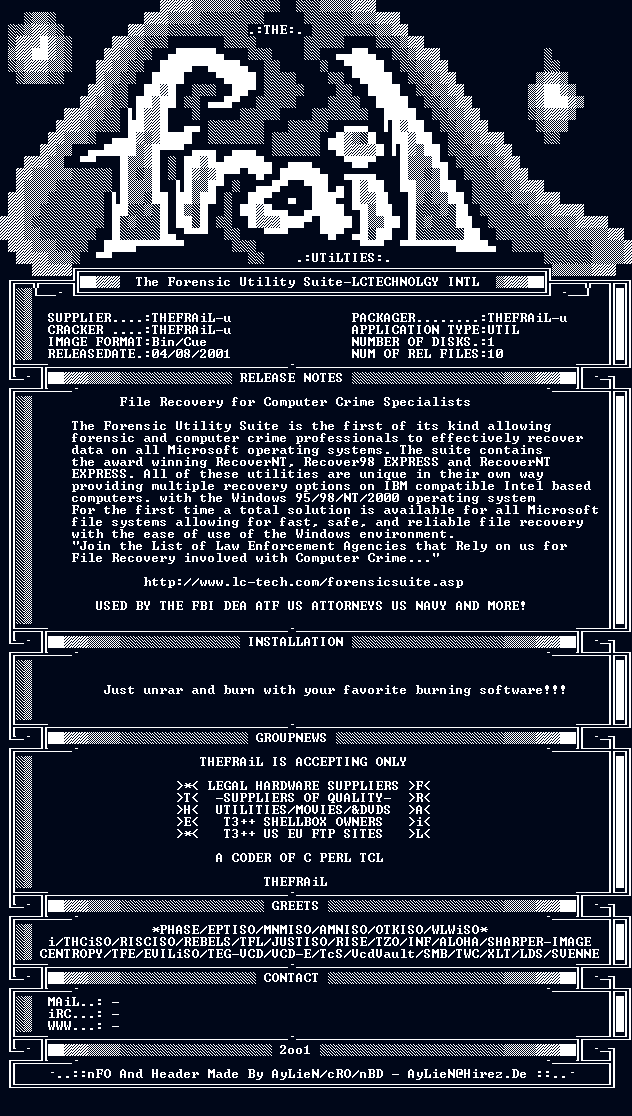 .:THE:.
frail
.:UTiLTIES:.
The Forensic Utility Suite-LCTECHNOLGY INTL
SUPPLIER....:THEFRAiL-u PACKAGER........:THEFRAiL-u
CRACKER ....:THEFRAiL-u APPLICATION TYPE:UTIL
IMAGE FORMAT:Bin/Cue NUMBER OF DISKS.:1
RELEASEDATE.:04/08/2001 NUM OF REL FILES:10
RELEASE NOTES
File Recovery for Computer Crime Specialists
The Forensic Utility Suite is the first of its kind allowing
forensic and computer crime professionals to effectively recover
data on all Microsoft operating systems. The suite contains
the award winning RecoverNT, Recover98 EXPRESS and RecoverNT
EXPRESS. All of these utilities are unique in their own way
providing multiple recovery options on IBM compatible Intel based
computers. with the Windows 95/98/NT/2000 operating system
For the first time a total solution is available for all Microsoft
file systems allowing for fast, safe, and reliable file recovery
with the ease of use of the Windows environment.
"Join the List of Law Enforcement Agencies that Rely on us for
File Recovery involved with Computer Crime..."
http://www.lc-tech.com/forensicsuite.asp
USED BY THE FBI DEA ATF US ATTORNEYS US NAVY AND MORE!
INSTALLATION
Just unrar and burn with your favorite burning software!!!
GROUPNEWS
THEFRAiL IS ACCEPTING ONLY
>*< LEGAL HARDWARE SUPPLIERS >F<
>T< -SUPPLIERS OF QUALITY- >R<
>H< UTILITIES/MOVIES/&DVDS >A<
>E< T3++ SHELLBOX OWNERS >i<
>*< T3++ US EU FTP SITES >L<
A CODER OF C PERL TCL
THEFRAiL
GREETS
*PHASE/EPTISO/MNMISO/AMNISO/OTKISO/WLWiSO*
i/THCiSO/RISCISO/REBELS/TFL/JUSTISO/RISE/TZO/INF/ALOHA/SHARPER-IMAGE
CENTROPY/TFE/EVILiSO/TEG-VCD/VCD-E/TcS/VcdVault/SMB/TWC/XLT/LDS/SVENNE
CONTACT
MAiL..: -
iRC...: -
WWW...: -
2oo1
-..::nFO And Header Made By AyLieN/cRO/nBD - AyLieN@Hirez.De ::..-